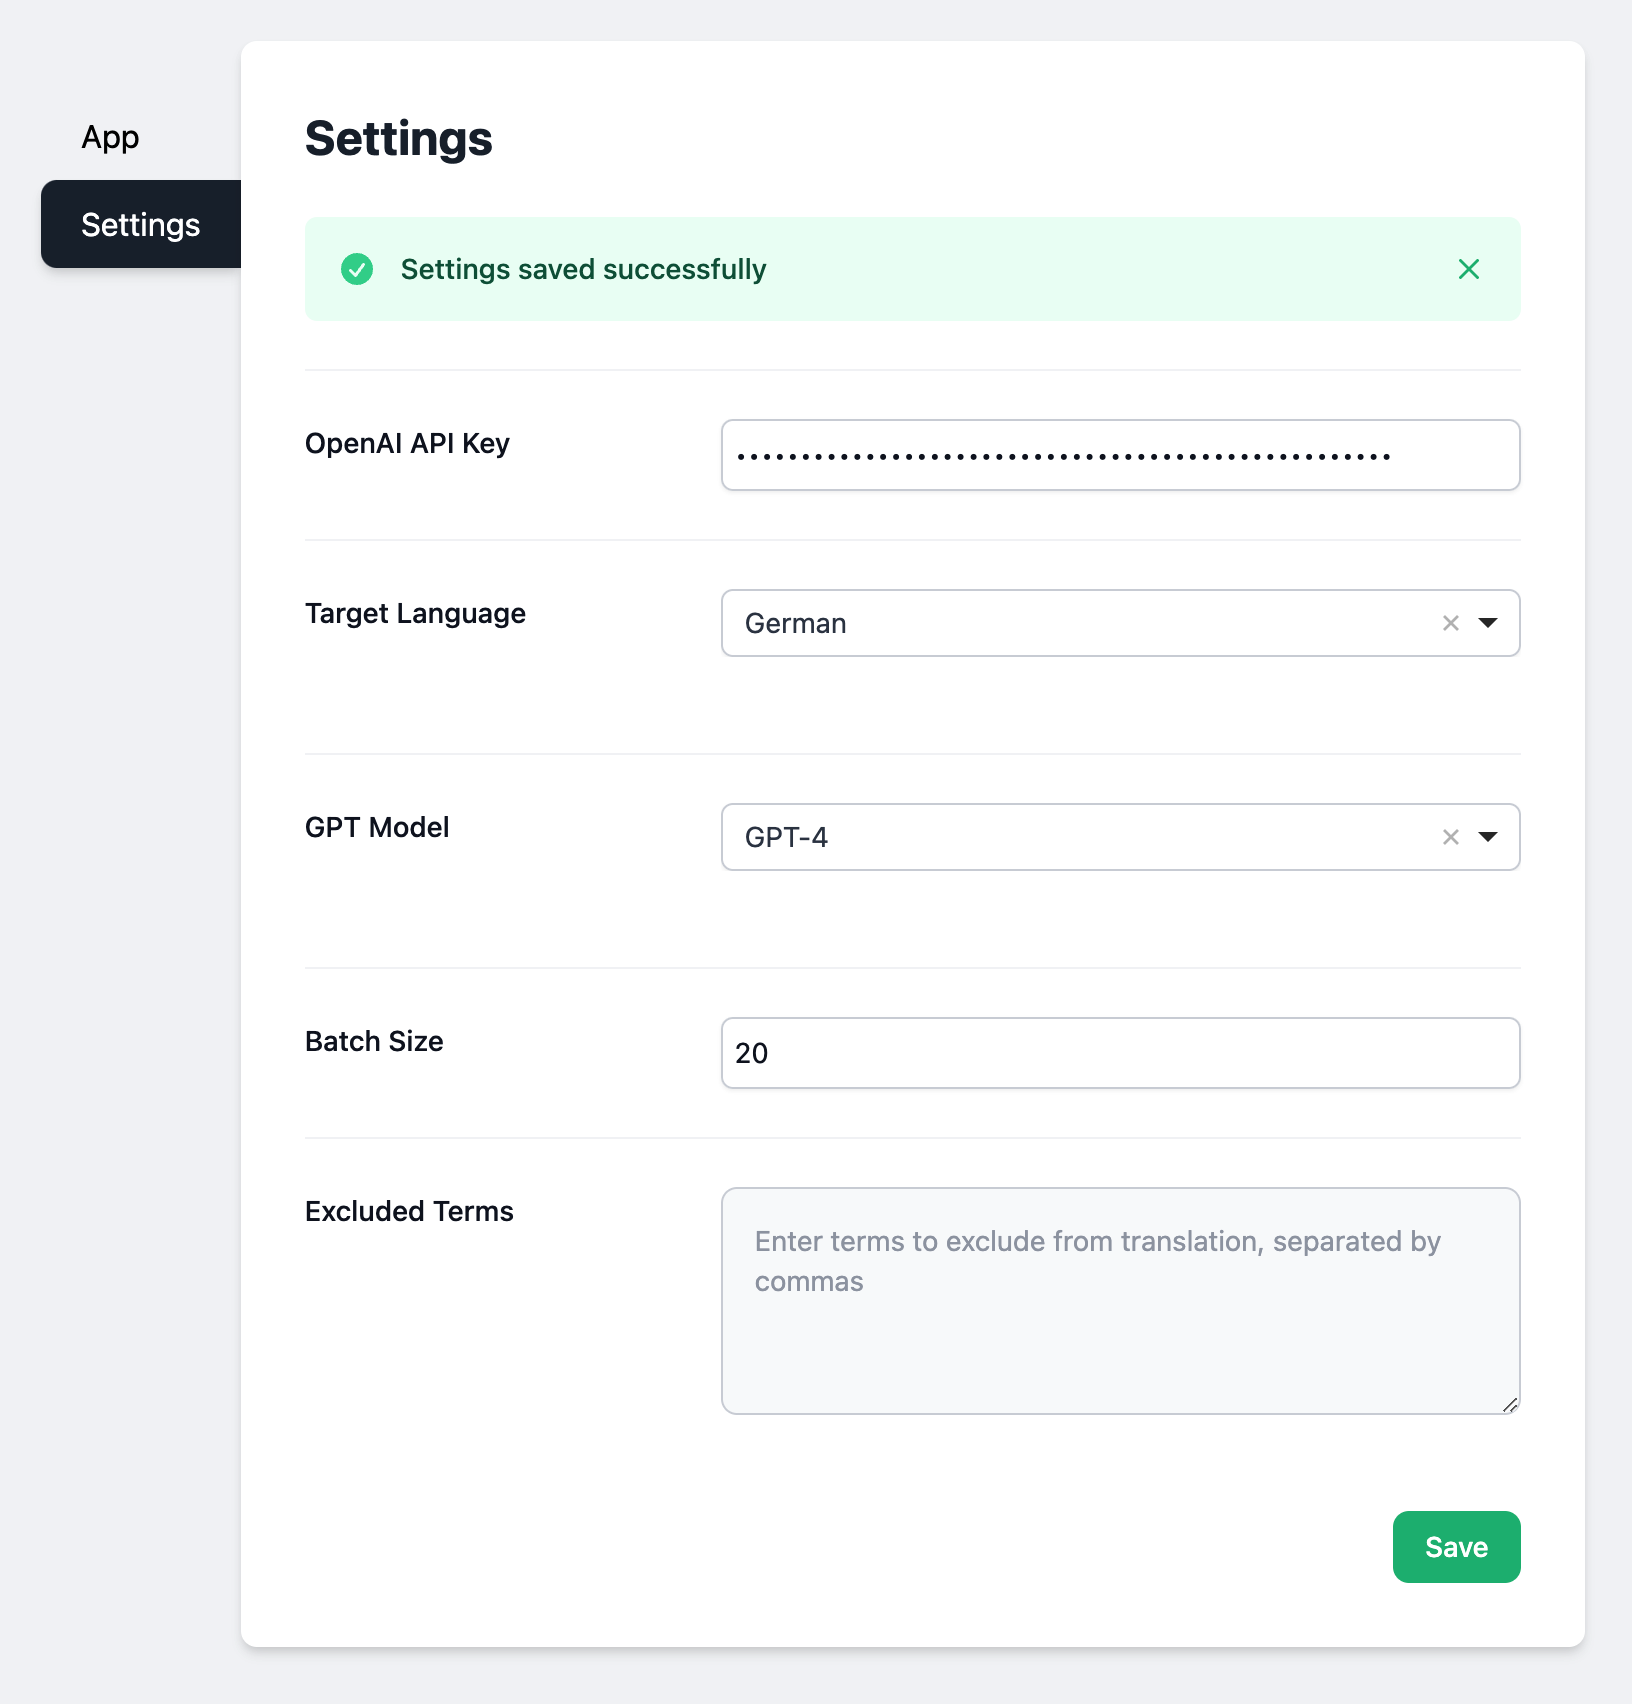 App
Settings
Settings
Settings saved successfully
OpenAI API Key
Target Language
German
GPT Model
GPT-4
Batch Size
20
Excluded Terms
Enter terms to exclude from translation, separated by
commas
Save